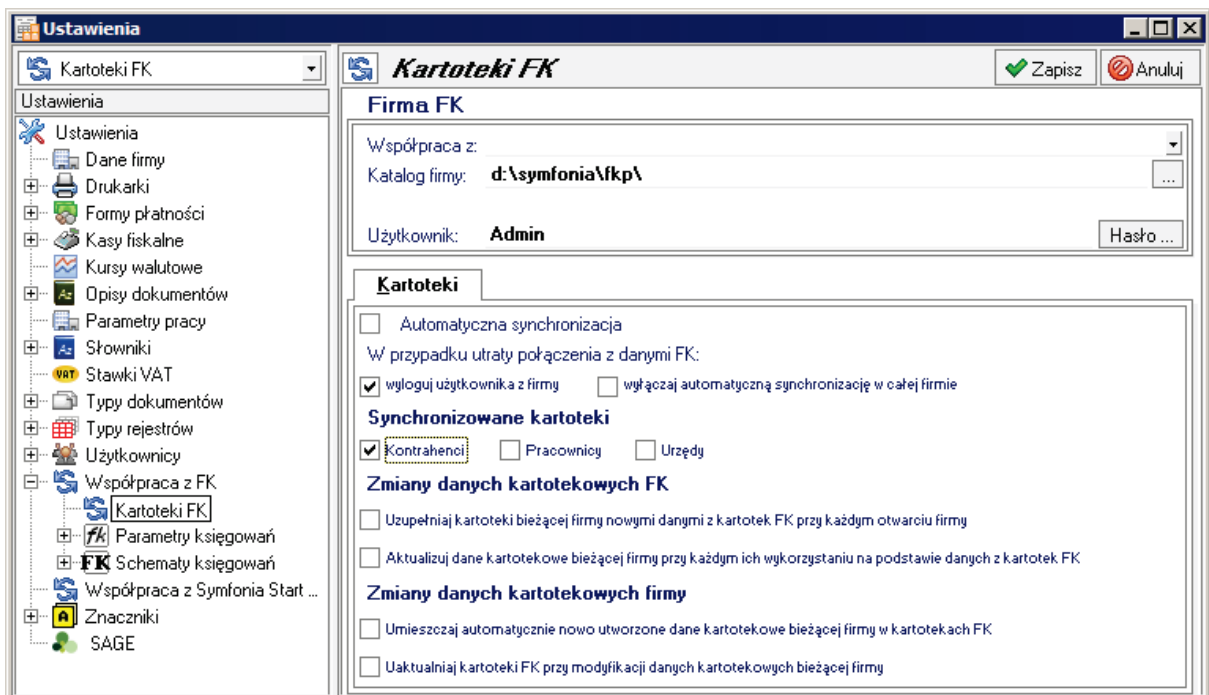 Ustawienia
Kartoteki FK
Ustawienia
Ustawienia
Dane firmy
Drukarki
Formy płatności
Kasy fiskalne
Kursy walutowe
Opisy dokumentów
Parametry pracy
Słowniki
VAT Stawki VAT
Typy dokumentów
Typy rejestrów
Użytkownicy
Współpraca z FK
Kartoteki FK
fk Parametry księgowań
FK Schematy księgowań
Współpraca z Symfonia Start ...
A Znaczniki
SAGE
Kartoteki FK
Zapisz
Anuluj
Firma FK
Współpraca z:
Katalog firmy: d:\symfonia\fkp\
...
Użytkownik: Admin
Hasło ...
Kartoteki
Automatyczna synchronizacja
W przypadku utraty połączenia z danymi FK:
wyloguj użytkownika z firmy wyłączaj automatyczną synchronizację w całej firmie
Synchronizowane kartoteki
Kontrahenci Pracownicy Urzędy
Zmiany danych kartotekowych FK
Uzupełniaj kartoteki bieżącej firmy nowymi danymi z kartotek FK przy każdym otwarciu firmy
Aktualizuj dane kartotekowe bieżącej firmy przy każdym ich wykorzystaniu na podstawie danych z kartotek FK
Zmiany danych kartotekowych firmy
Umieszczaj automatycznie nowo utworzone dane kartotekowe bieżącej firmy w kartotekach FK
Uaktualniaj kartoteki FK przy modyfikacji danych kartotekowych bieżącej firmy